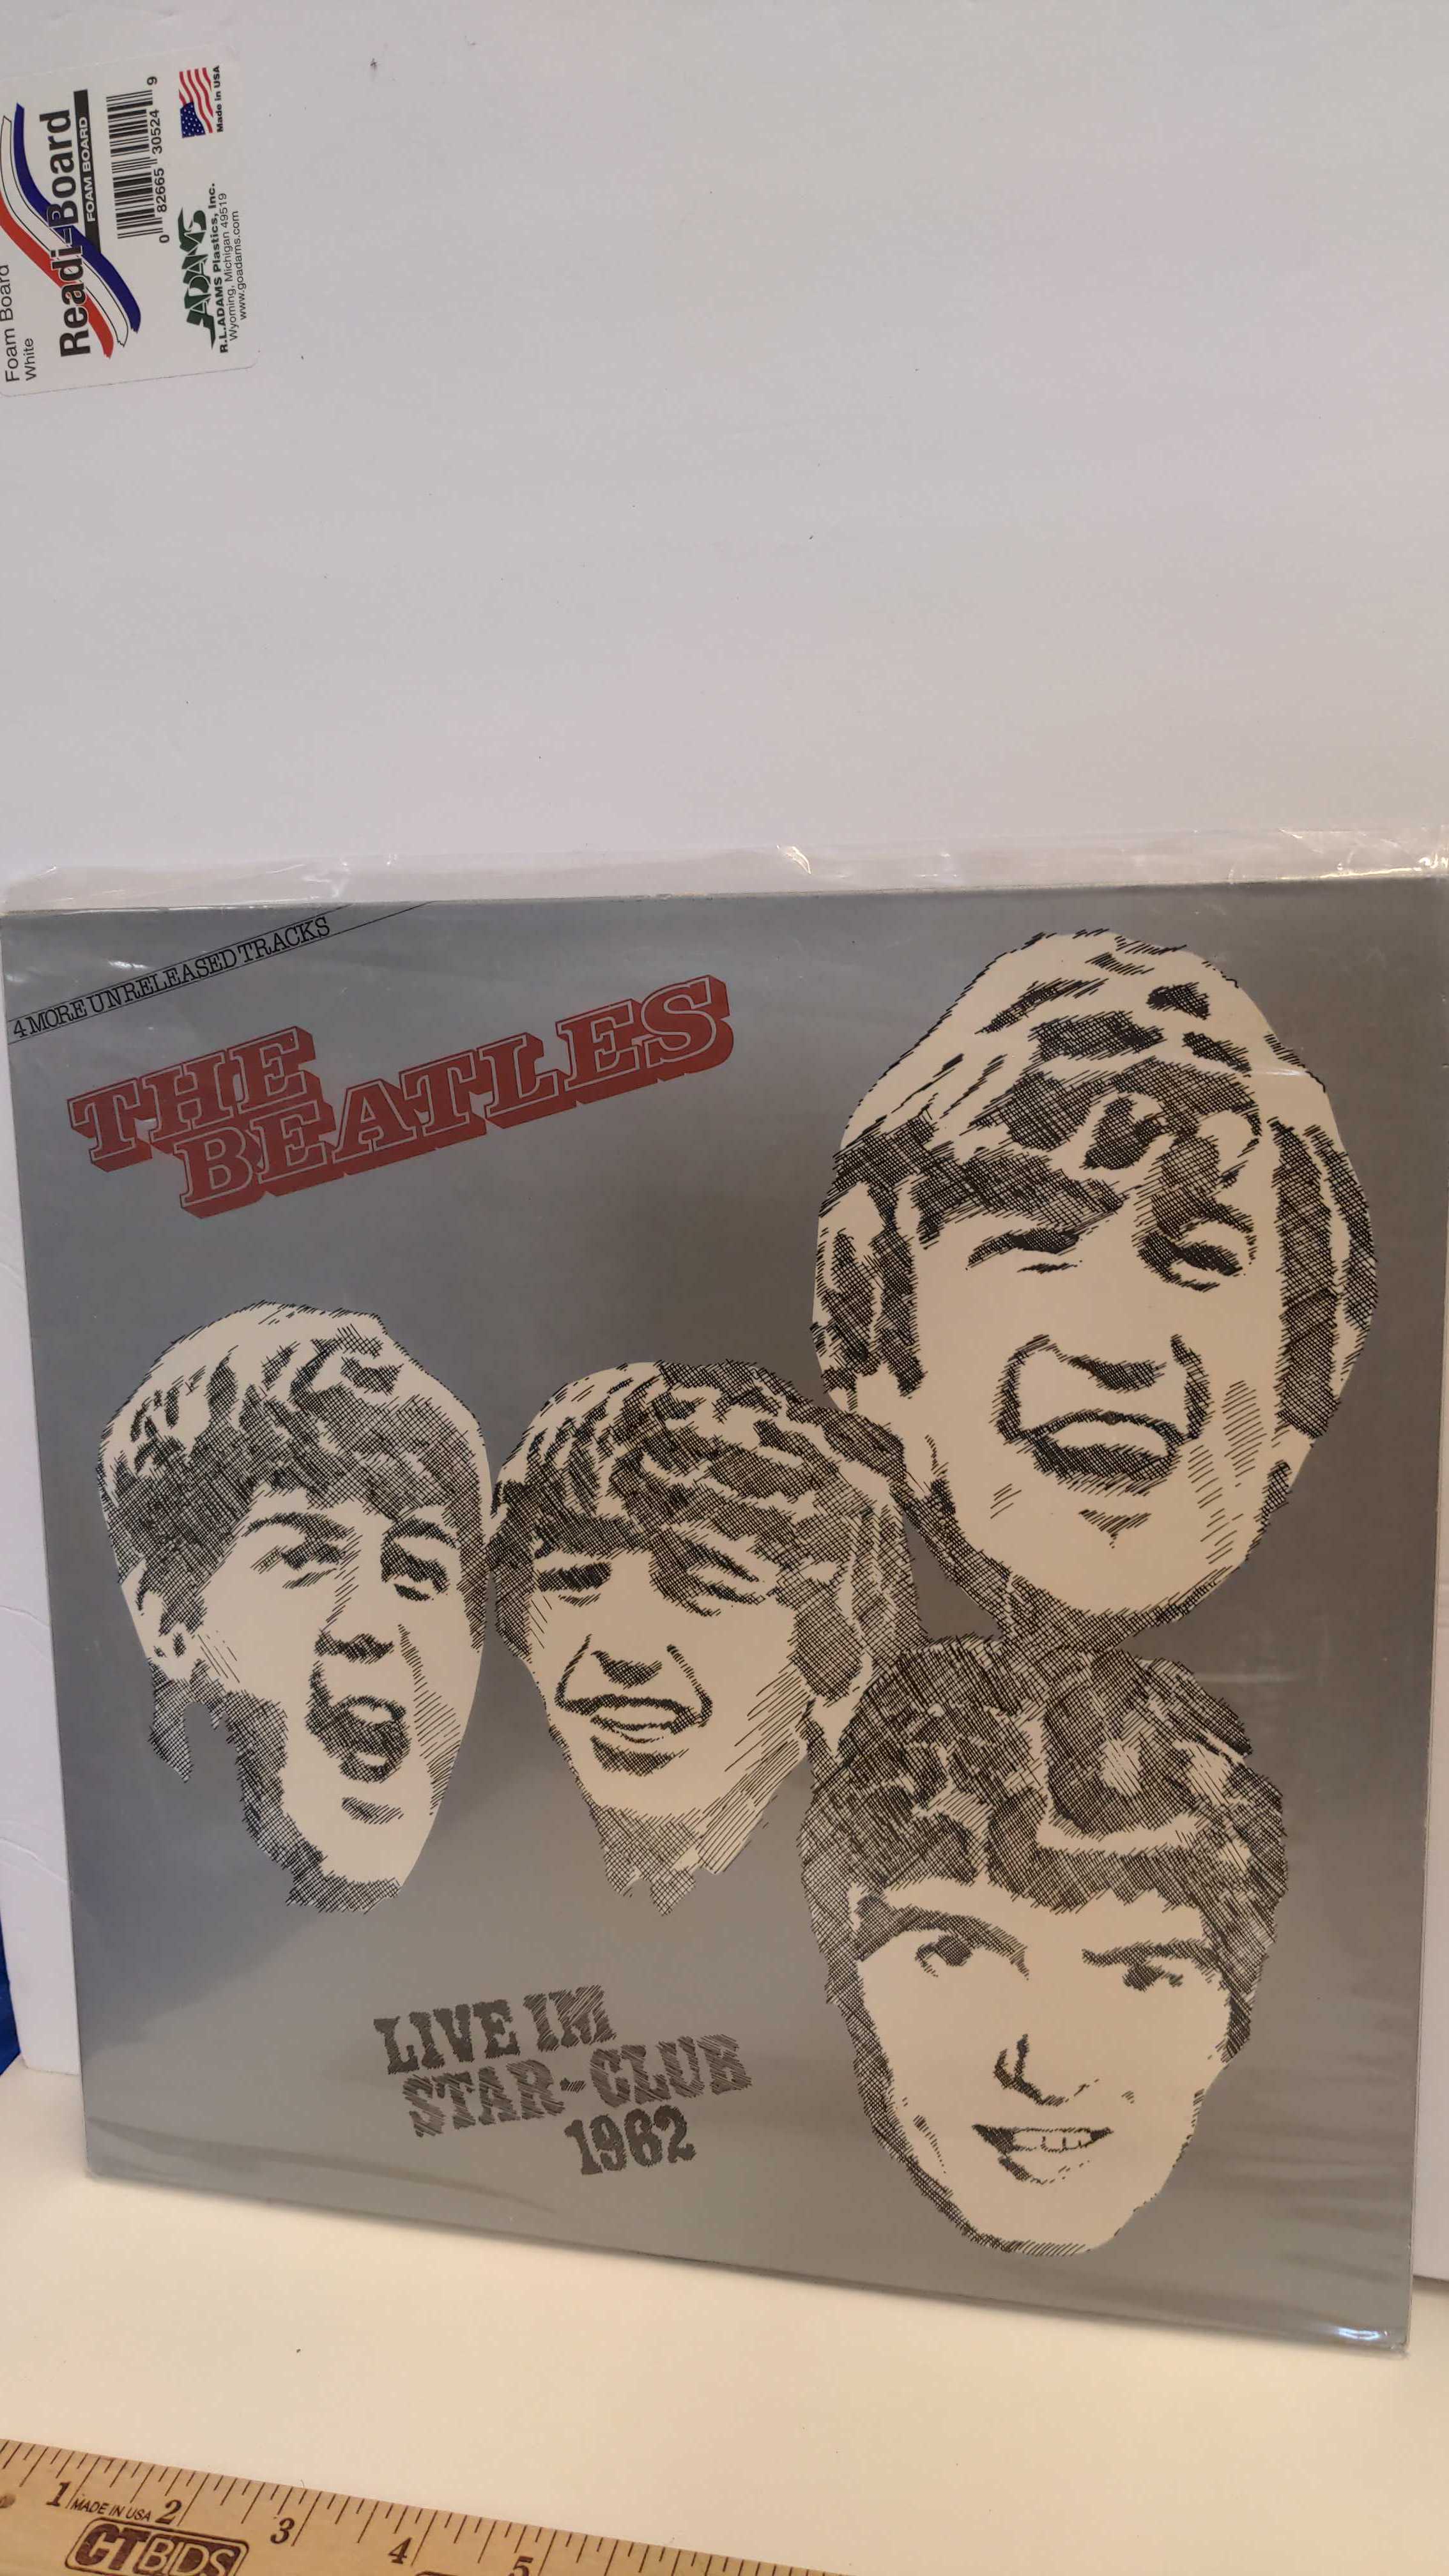 Foam Board
White
Readi-Board
FOAM BOARD
0 82665 30524 9
Made in USA
ADAMS
R.L.ADAMS Plastics, Inc.
Wyoming, Michigan 49519
www.goadams.com
4 MORE UNRELEASED TRACKS
THE
BEATLES
LIVE IM
STAR-CLUB
1962
1 MADE IN USA 2 3 4 5
CTBIDS